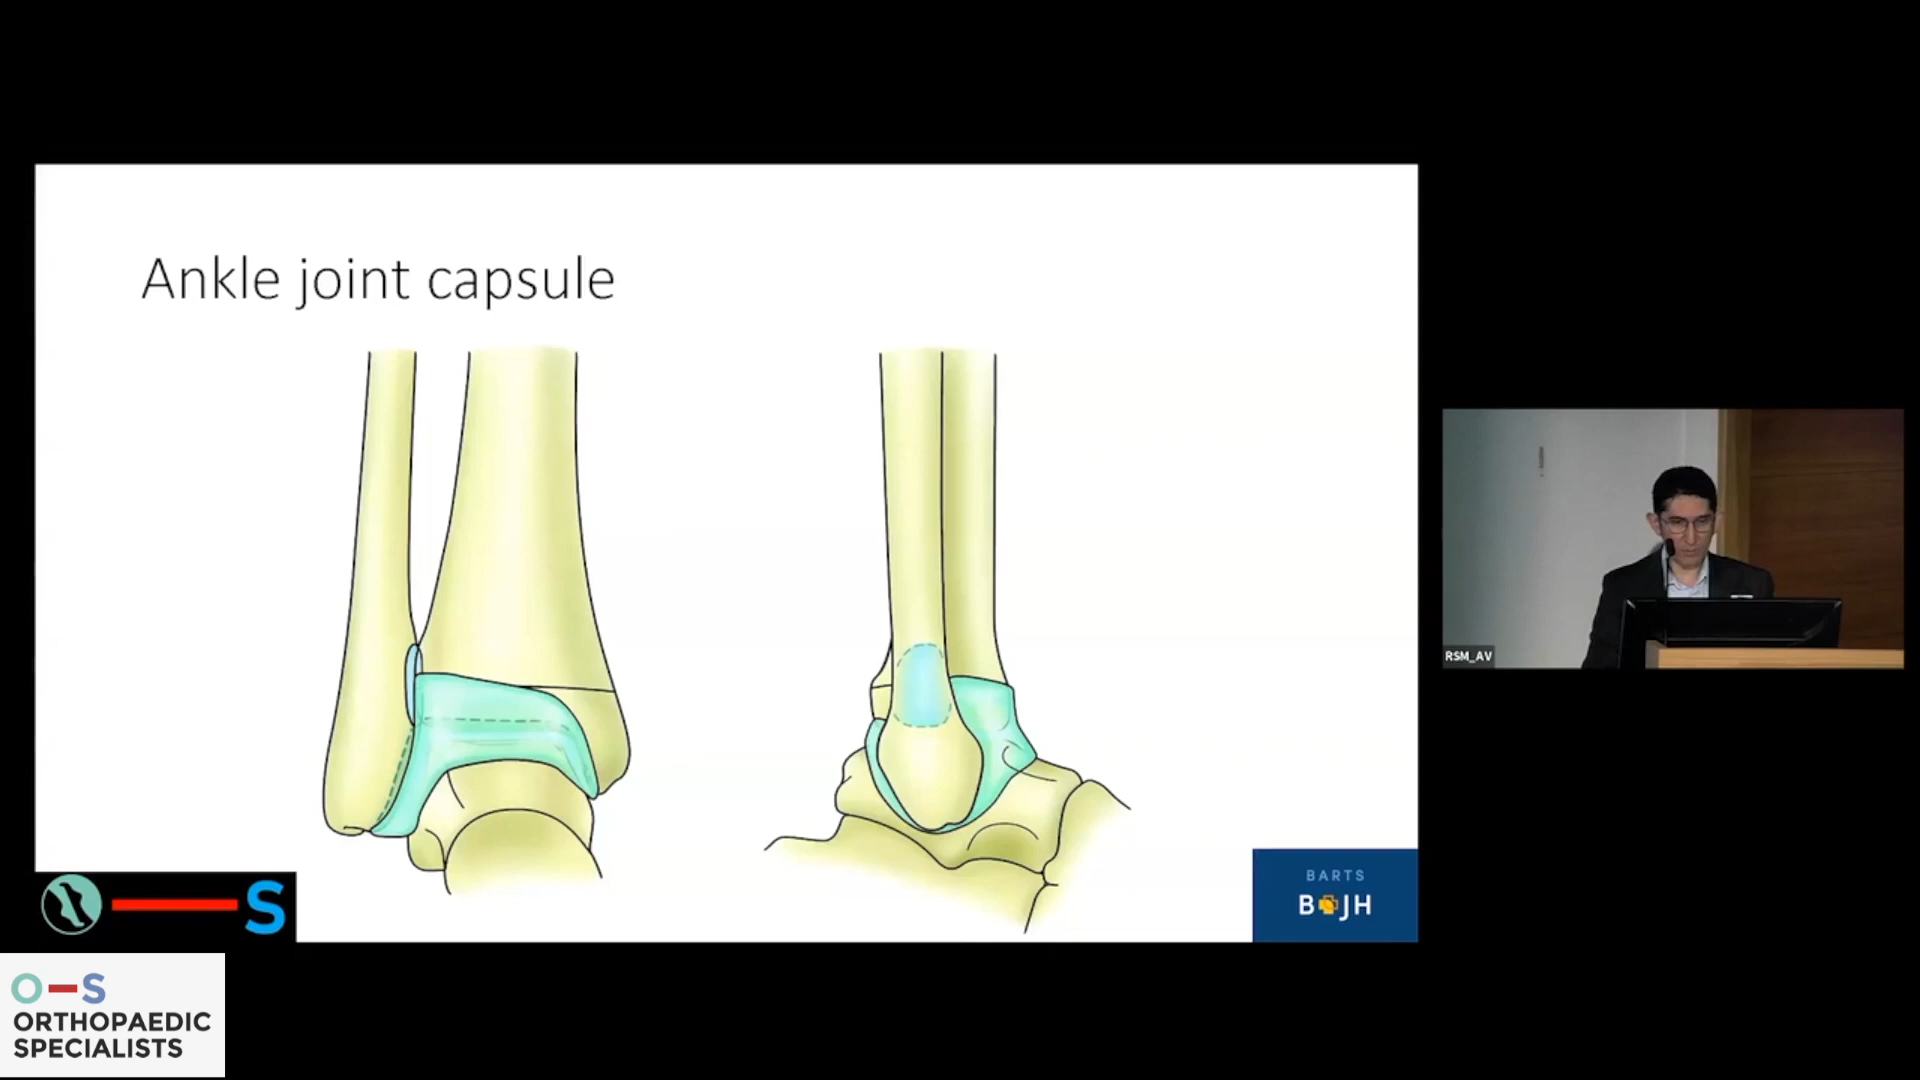 Ankle joint capsule
RSM_AV
BARTS
B JH
S
O-S
ORTHOPAEDIC
SPECIALISTS